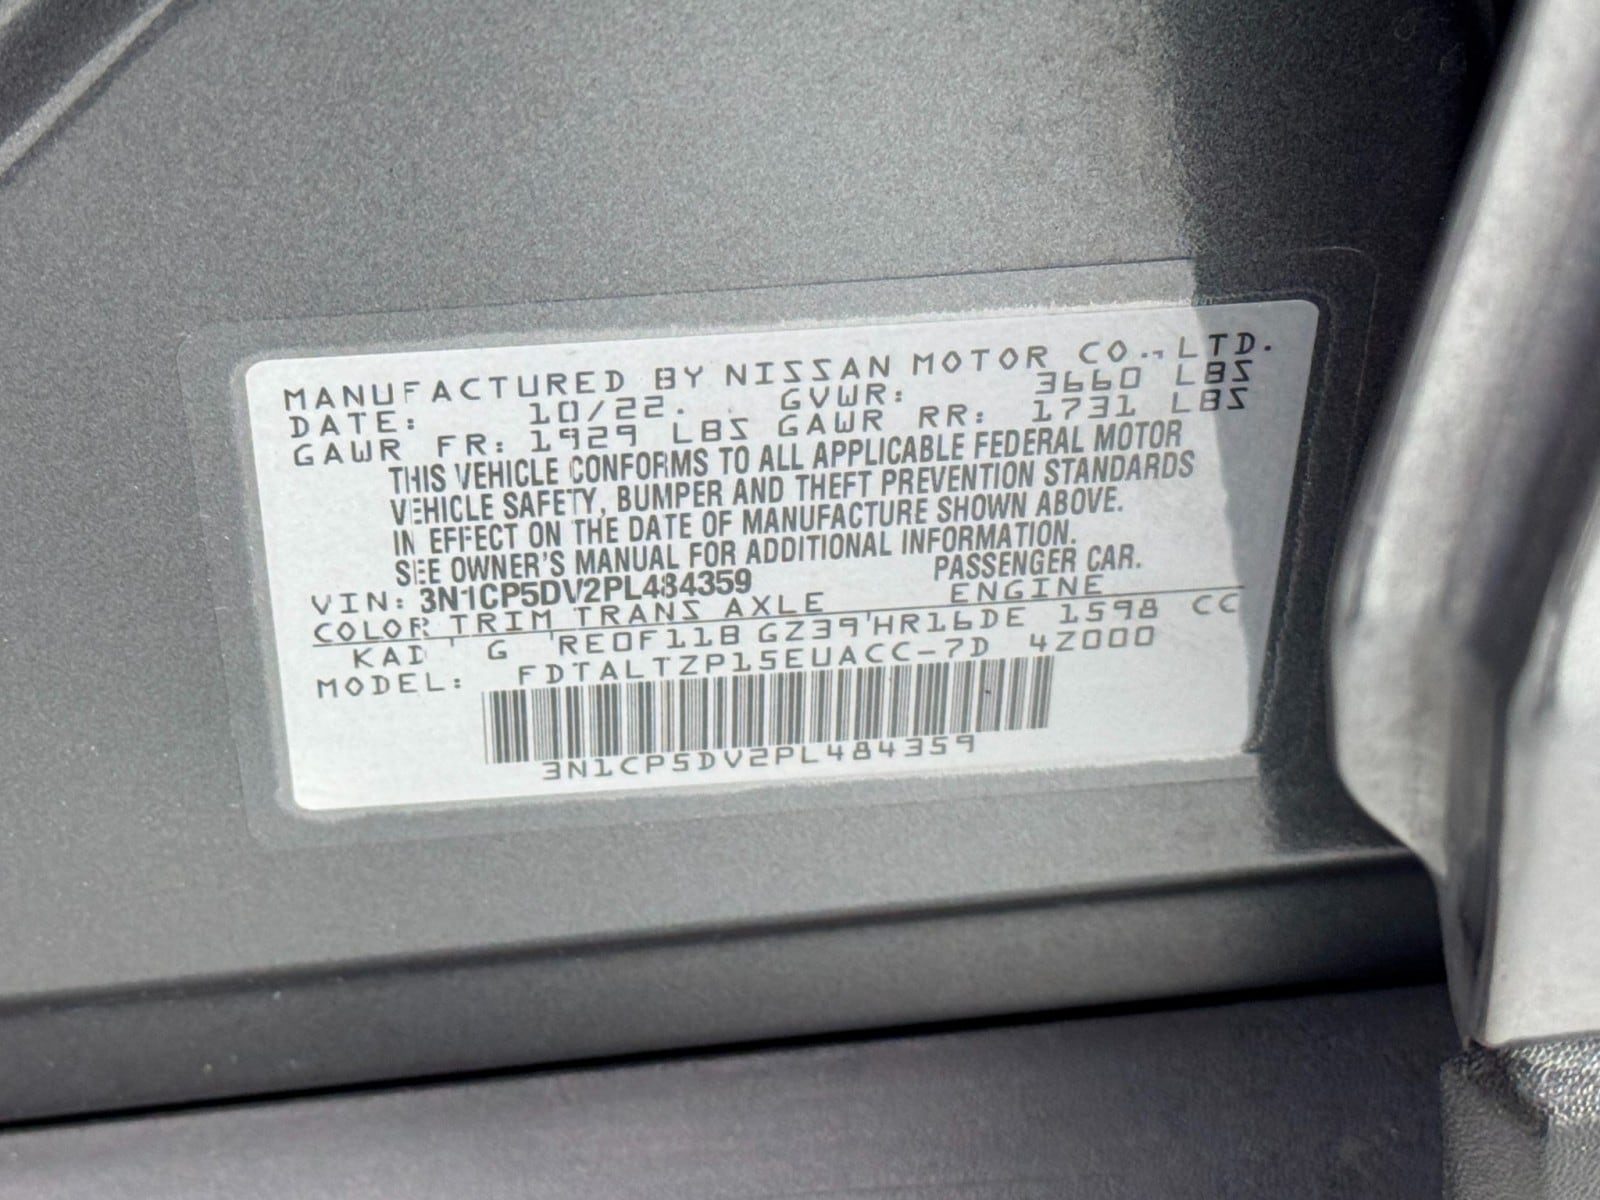 MANUFACTURED BY NISSAN MOTOR CO., LTD.
DATE: 10/22. GVWR: 3660 LBS
GAWR FR: 1929 LBS GAWR RR: 1731 LBS
THIS VEHICLE CONFORMS TO ALL APPLICABLE FEDERAL MOTOR
VEHICLE SAFETY, BUMPER AND THEFT PREVENTION STANDARDS
IN EFFECT ON THE DATE OF MANUFACTURE SHOWN ABOVE.
SEE OWNER'S MANUAL FOR ADDITIONAL INFORMATION.
VIN: 3N1CP5DV2PL484359 PASSENGER CAR.
COLOR TRIM TRANS AXLE ENGINE
KAD G RE0F11B GZ39 HR16DE 1598 CC
MODEL: FDTALTZP15EUACC-7D 4Z000
3N1CP5DV2PL484359